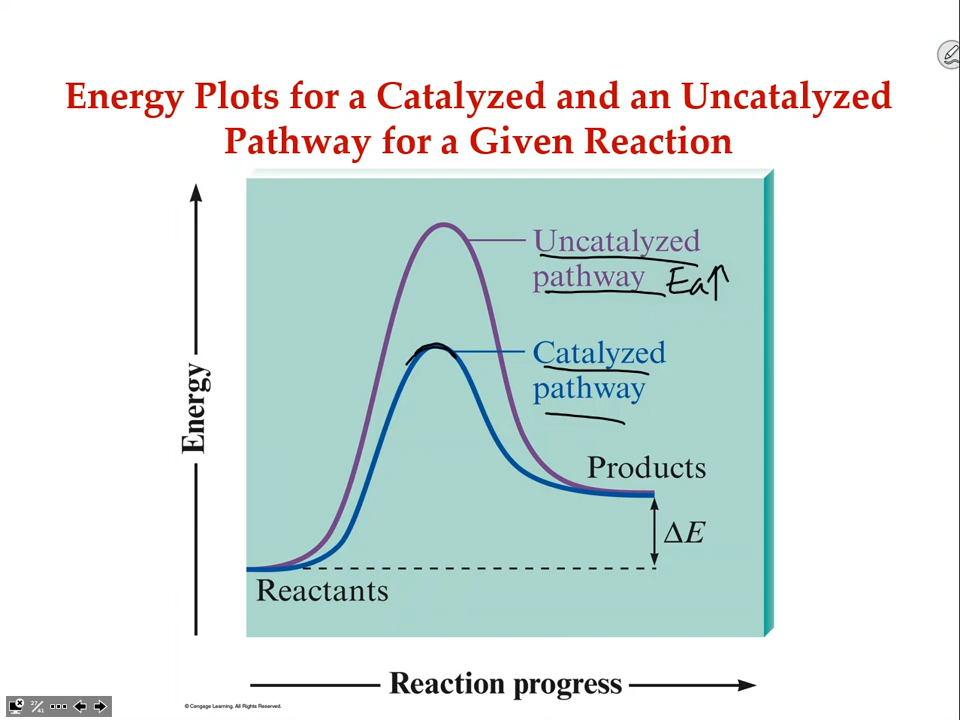 Energy Plots for a Catalyzed and an Uncatalyzed
Pathway for a Given Reaction
Uncatalyzed
pathway Ea↑
Catalyzed
pathway
Energy
Products
ΔE
Reactants
Reaction progress
© Cengage Learning. All Rights Reserved.